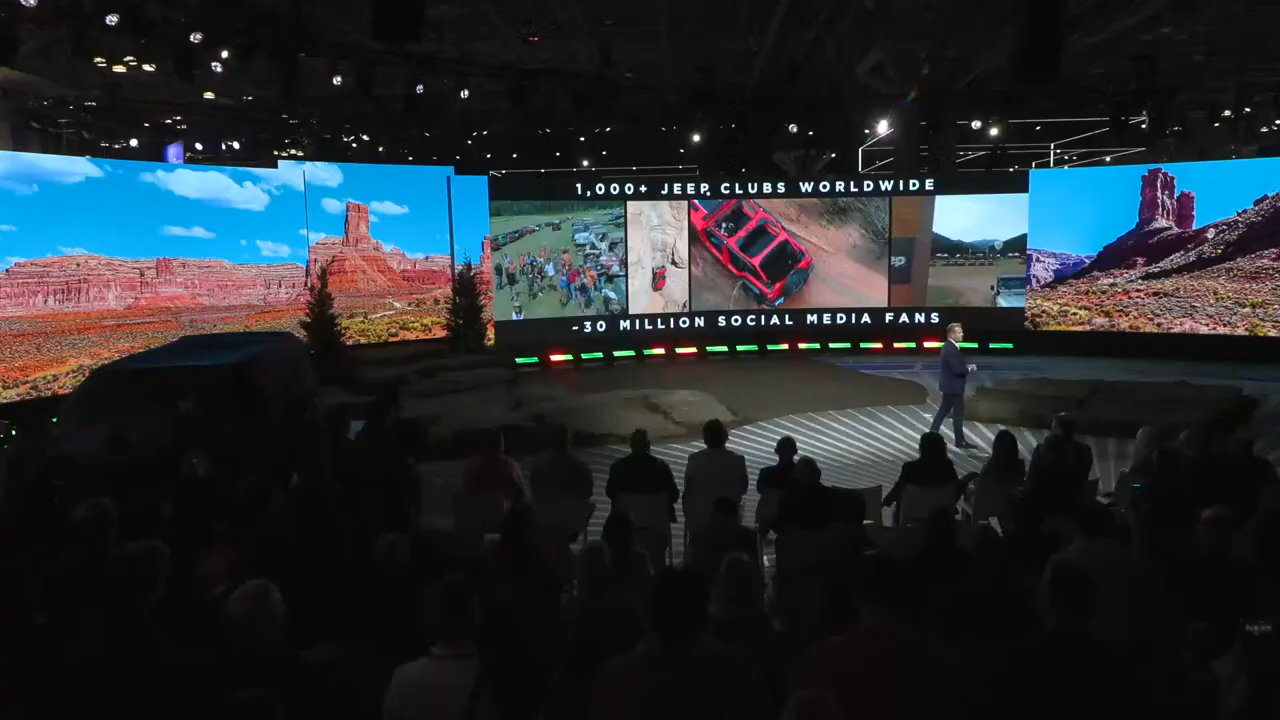 1,000+ JEEP CLUBS WORLDWIDE
~30 MILLION SOCIAL MEDIA FANS